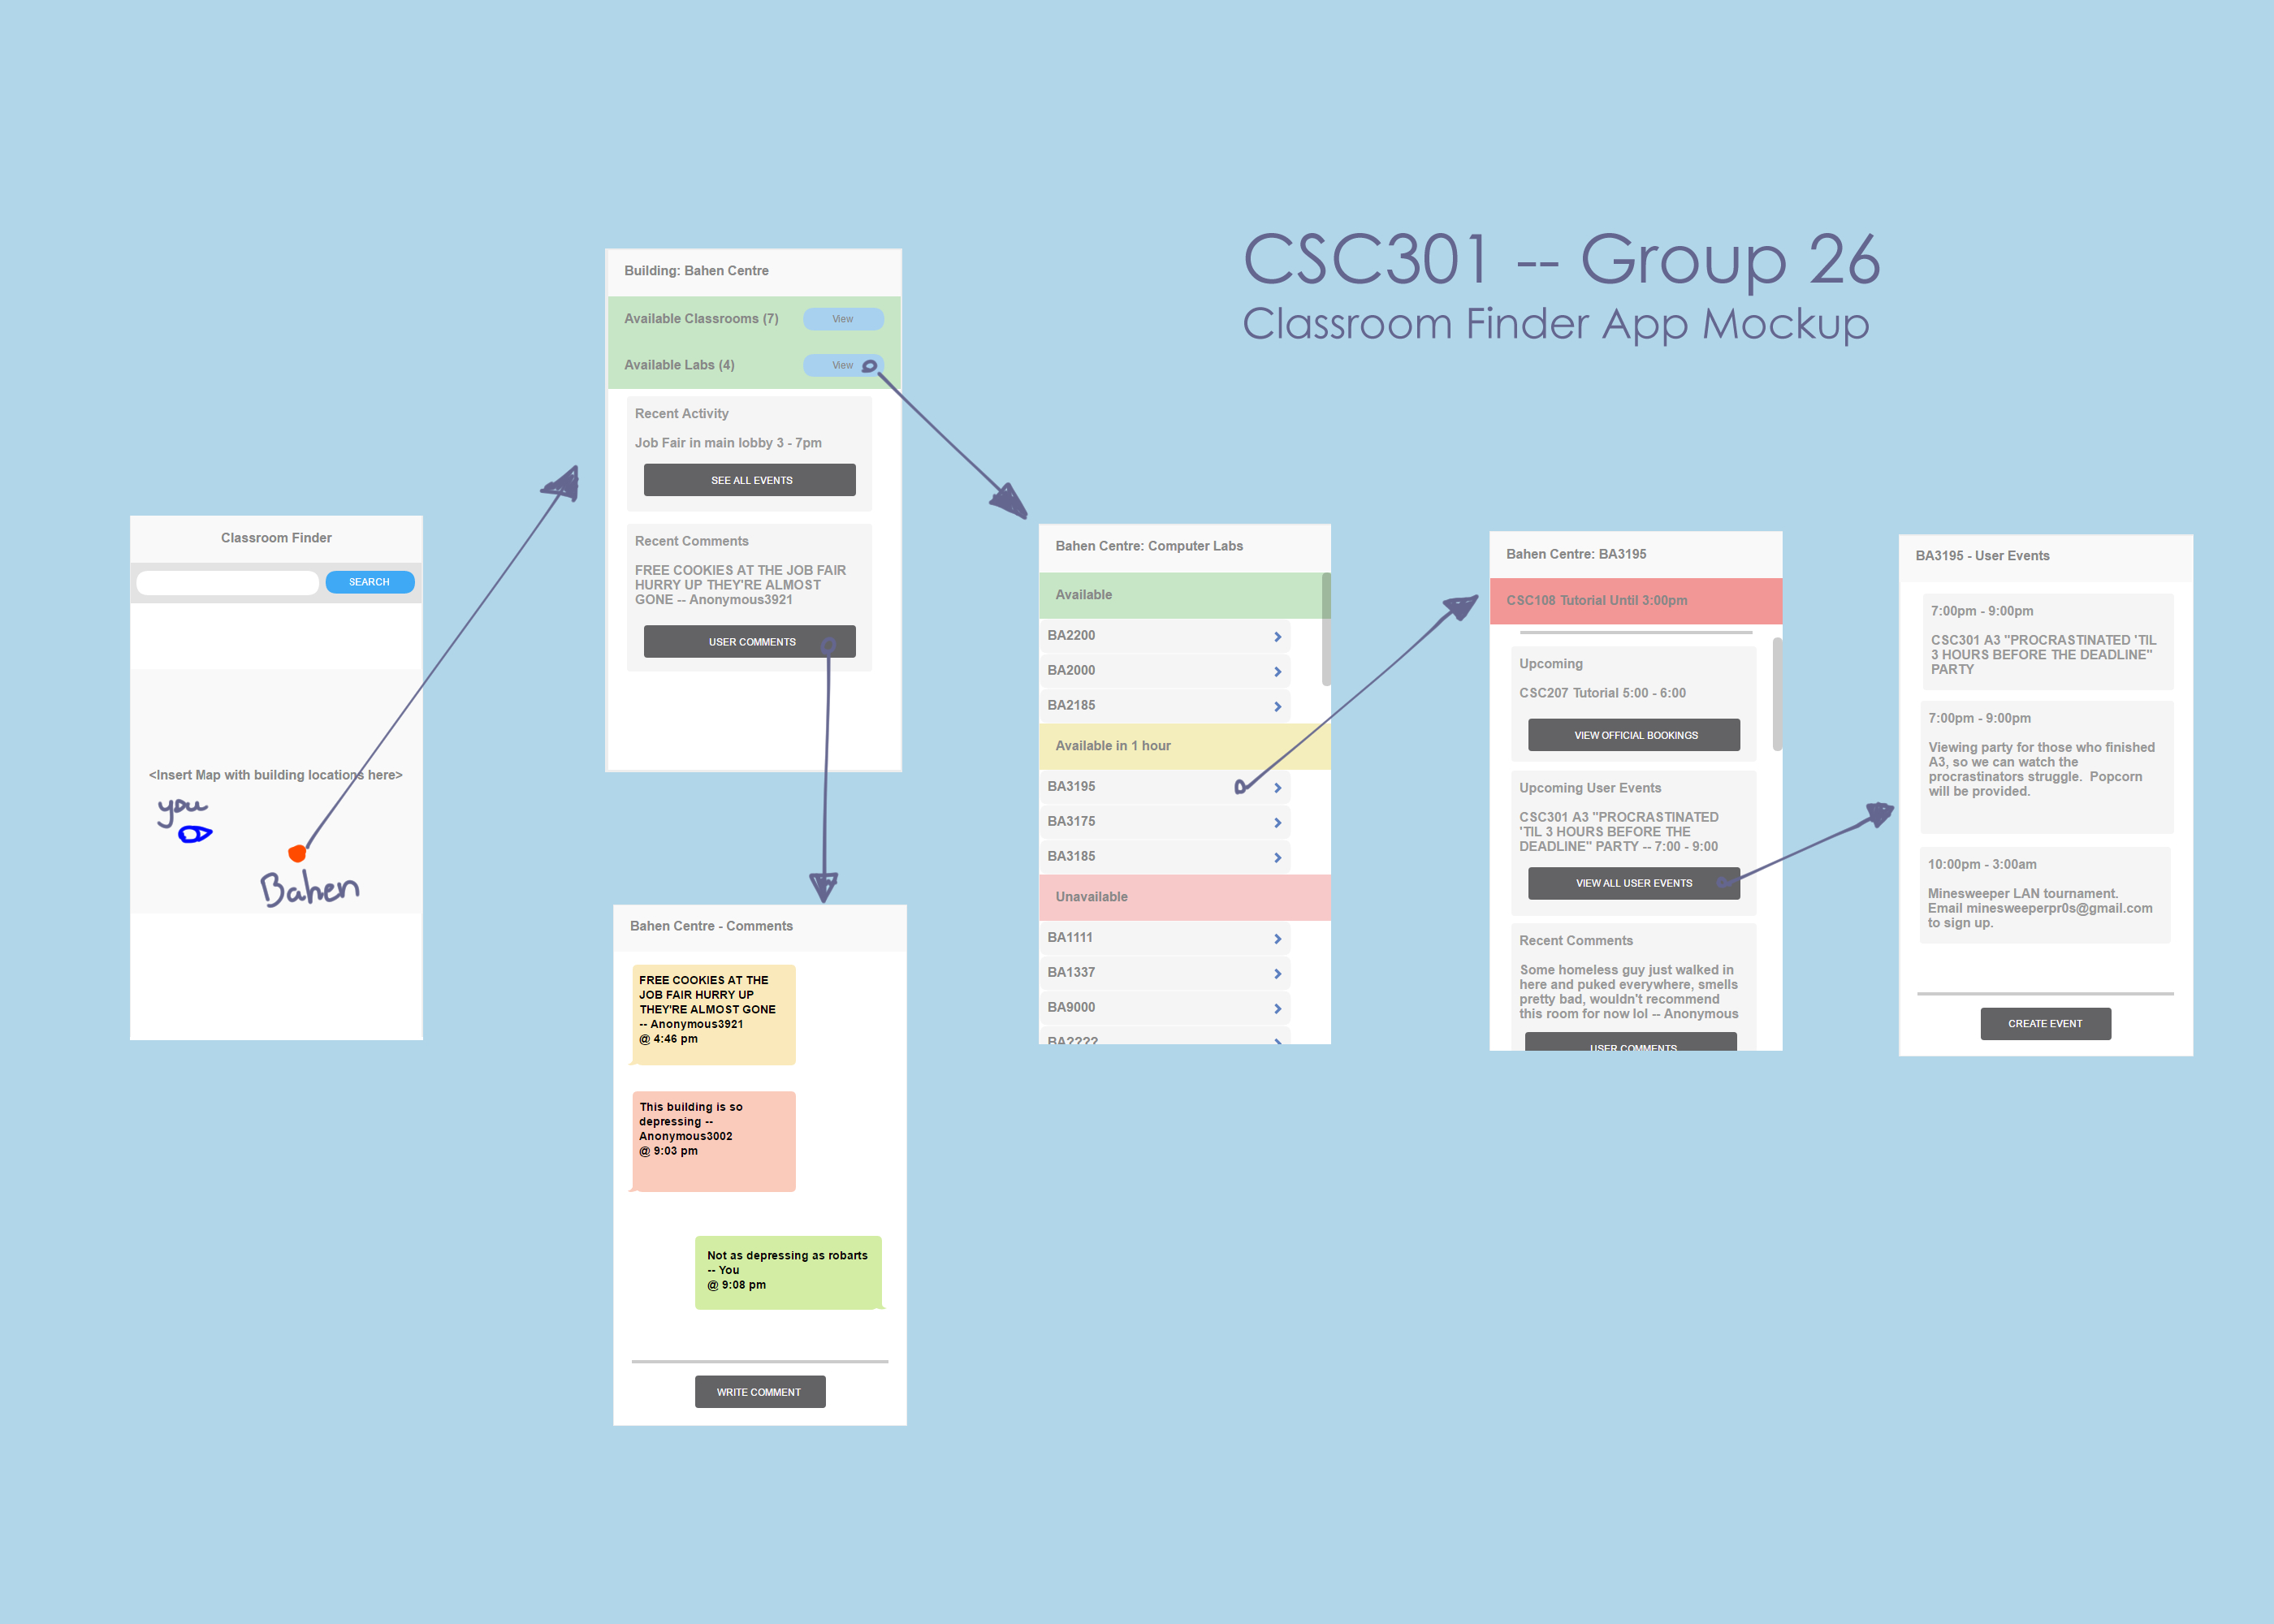 CSC301 -- Group 26
Classroom Finder App Mockup
Classroom Finder
SEARCH
<Insert Map with building locations here>
you
Bahen
Building: Bahen Centre
Available Classrooms (7)
View
Available Labs (4)
View
Recent Activity
Job Fair in main lobby 3 - 7pm
SEE ALL EVENTS
Recent Comments
FREE COOKIES AT THE JOB FAIR
HURRY UP THEY'RE ALMOST
GONE -- Anonymous3921
USER COMMENTS
Bahen Centre - Comments
FREE COOKIES AT THE
JOB FAIR HURRY UP
THEY'RE ALMOST GONE
-- Anonymous3921
@ 4:46 pm
This building is so
depressing --
Anonymous3002
@ 9:03 pm
Not as depressing as robarts
-- You
@ 9:08 pm
WRITE COMMENT
Bahen Centre: Computer Labs
Available
BA2200
BA2000
BA2185
Available in 1 hour
BA3195
BA3175
BA3185
Unavailable
BA1111
BA1337
BA9000
BA????
Bahen Centre: BA3195
CSC108 Tutorial Until 3:00pm
Upcoming
CSC207 Tutorial 5:00 - 6:00
VIEW OFFICIAL BOOKINGS
Upcoming User Events
CSC301 A3 "PROCRASTINATED
'TIL 3 HOURS BEFORE THE
DEADLINE" PARTY -- 7:00 - 9:00
VIEW ALL USER EVENTS
Recent Comments
Some homeless guy just walked in
here and puked everywhere, smells
pretty bad, wouldn't recommend
this room for now lol -- Anonymous
USER COMMENTS
BA3195 - User Events
7:00pm - 9:00pm
CSC301 A3 "PROCRASTINATED 'TIL
3 HOURS BEFORE THE DEADLINE"
PARTY
7:00pm - 9:00pm
Viewing party for those who finished
A3, so we can watch the
procrastinators struggle.  Popcorn
will be provided.
10:00pm - 3:00am
Minesweeper LAN tournament.
Email minesweeperpr0s@gmail.com
to sign up.
CREATE EVENT